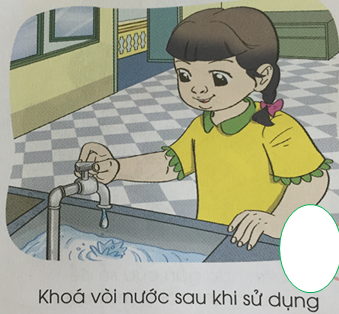 Khoá vòi nước sau khi sử dụng